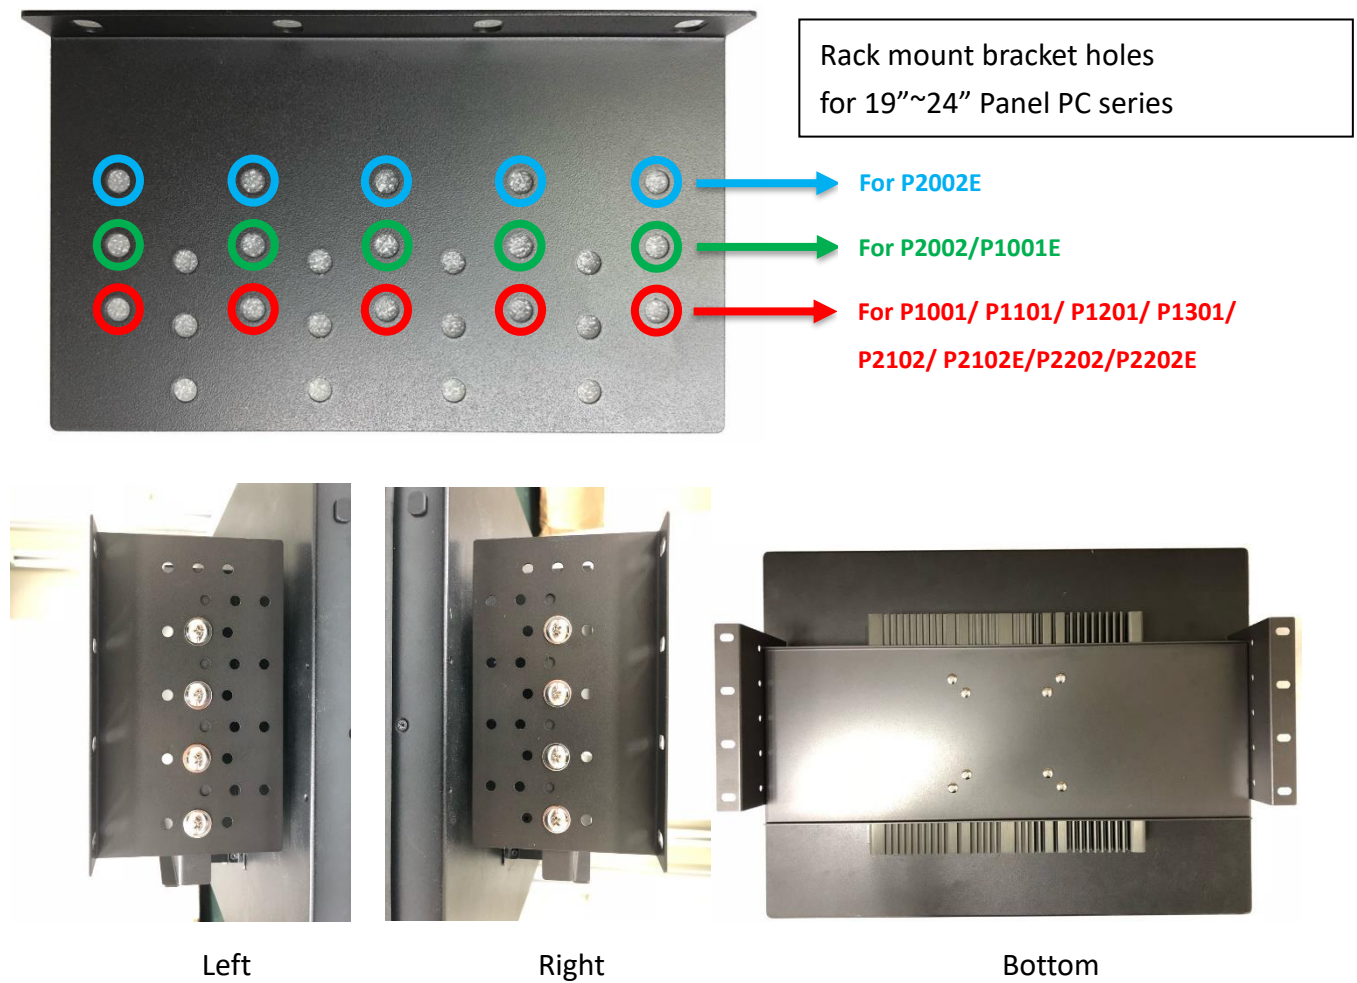 Rack mount bracket holes
for 19”~24” Panel PC series
For P2002E
For P2002/P1001E
For P1001/ P1101/ P1201/ P1301/
P2102/ P2102E/P2202/P2202E
Left
Right
Bottom